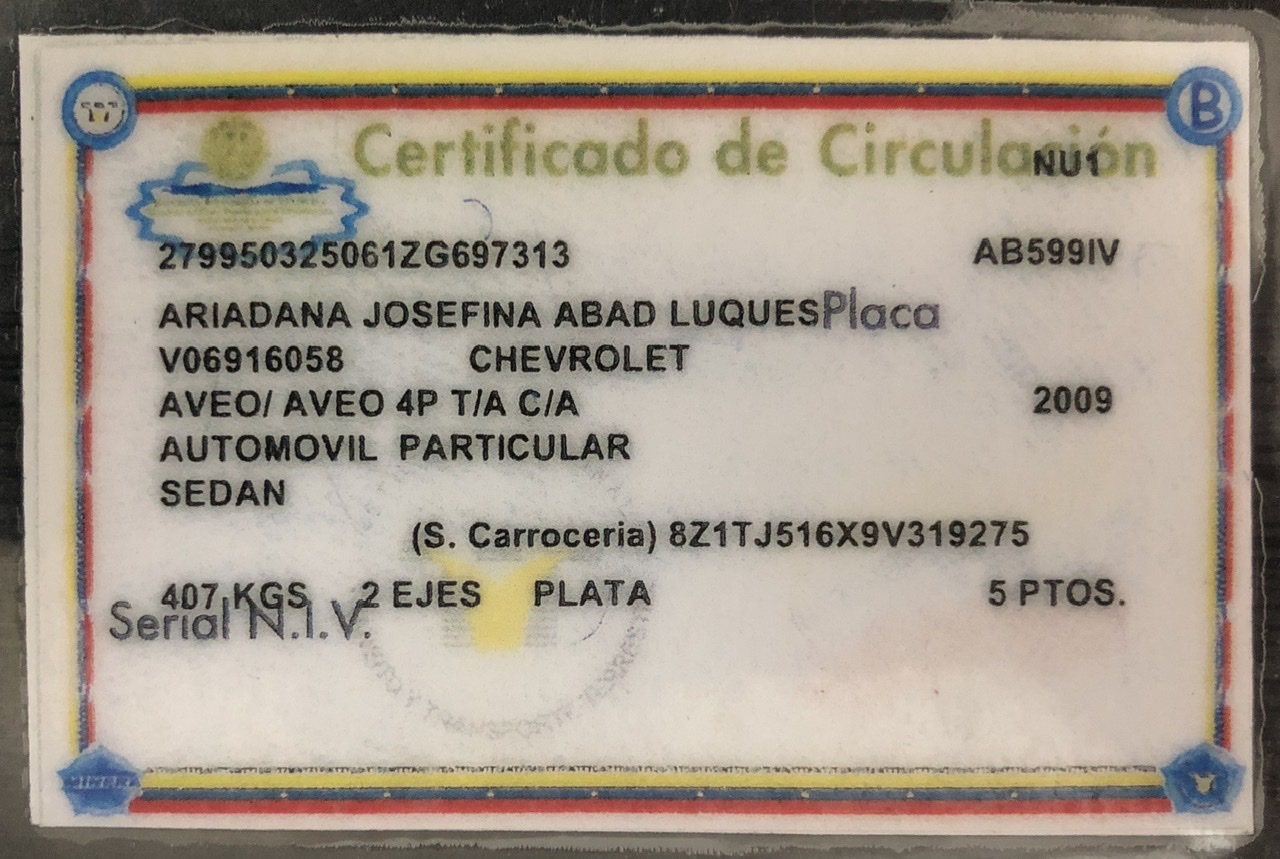 B
Certificado de Circulación
NU1
279950325061ZG697313 AB599IV
ARIADANA JOSEFINA ABAD LUQUES Placa
V06916058 CHEVROLET
AVEO/ AVEO 4P T/A C/A 2009
AUTOMOVIL PARTICULAR
SEDAN
(S. Carroceria) 8Z1TJ516X9V319275
407 KGS 2 EJES PLATA 5 PTOS.
Serial N.I.V.